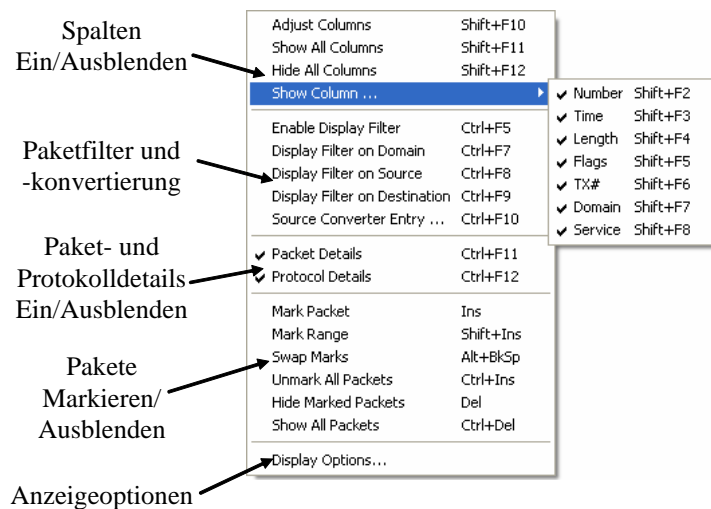 Spalten
Ein/Ausblenden
Paketfilter und
-konvertierung
Paket- und
Protokolldetails
Ein/Ausblenden
Pakete
Markieren/
Ausblenden
Anzeigeoptionen
Adjust Columns Shift+F10
Show All Columns Shift+F11
Hide All Columns Shift+F12
Show Column ...
Enable Display Filter Ctrl+F5
Display Filter on Domain Ctrl+F7
Display Filter on Source Ctrl+F8
Display Filter on Destination Ctrl+F9
Source Converter Entry ... Ctrl+F10
Packet Details Ctrl+F11
Protocol Details Ctrl+F12
Mark Packet Ins
Mark Range Shift+Ins
Swap Marks Alt+BkSp
Unmark All Packets Ctrl+Ins
Hide Marked Packets Del
Show All Packets Ctrl+Del
Display Options...
Number Shift+F2
Time Shift+F3
Length Shift+F4
Flags Shift+F5
TX# Shift+F6
Domain Shift+F7
Service Shift+F8